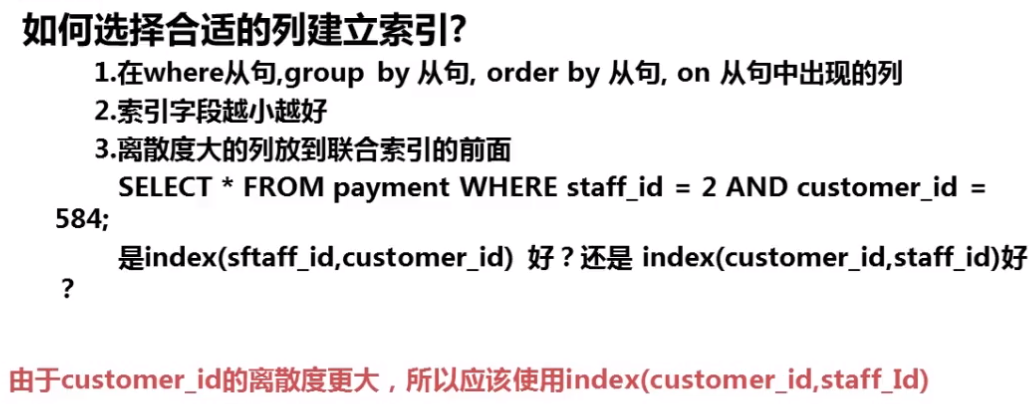 如何选择合适的列建立索引?
1.在where从句,group by 从句, order by 从句, on 从句中出现的列
2.索引字段越小越好
3.离散度大的列放到联合索引的前面
SELECT * FROM payment WHERE staff_id = 2 AND customer_id =
584;
是index(sftaff_id,customer_id) 好？还是 index(customer_id,staff_id)好
？
由于customer_id的离散度更大，所以应该使用index(customer_id,staff_Id)